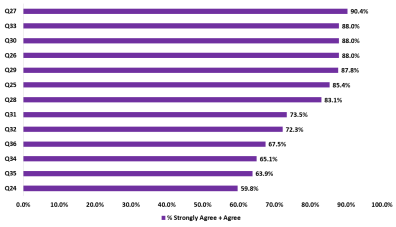 Q27 90.4%
Q33 88.0%
Q30 88.0%
Q26 88.0%
Q29 87.8%
Q25 85.4%
Q28 83.1%
Q31 73.5%
Q32 72.3%
Q36 67.5%
Q34 65.1%
Q35 63.9%
Q24 59.8%
0.0% 10.0% 20.0% 30.0% 40.0% 50.0% 60.0% 70.0% 80.0% 90.0% 100.0%
% Strongly Agree + Agree